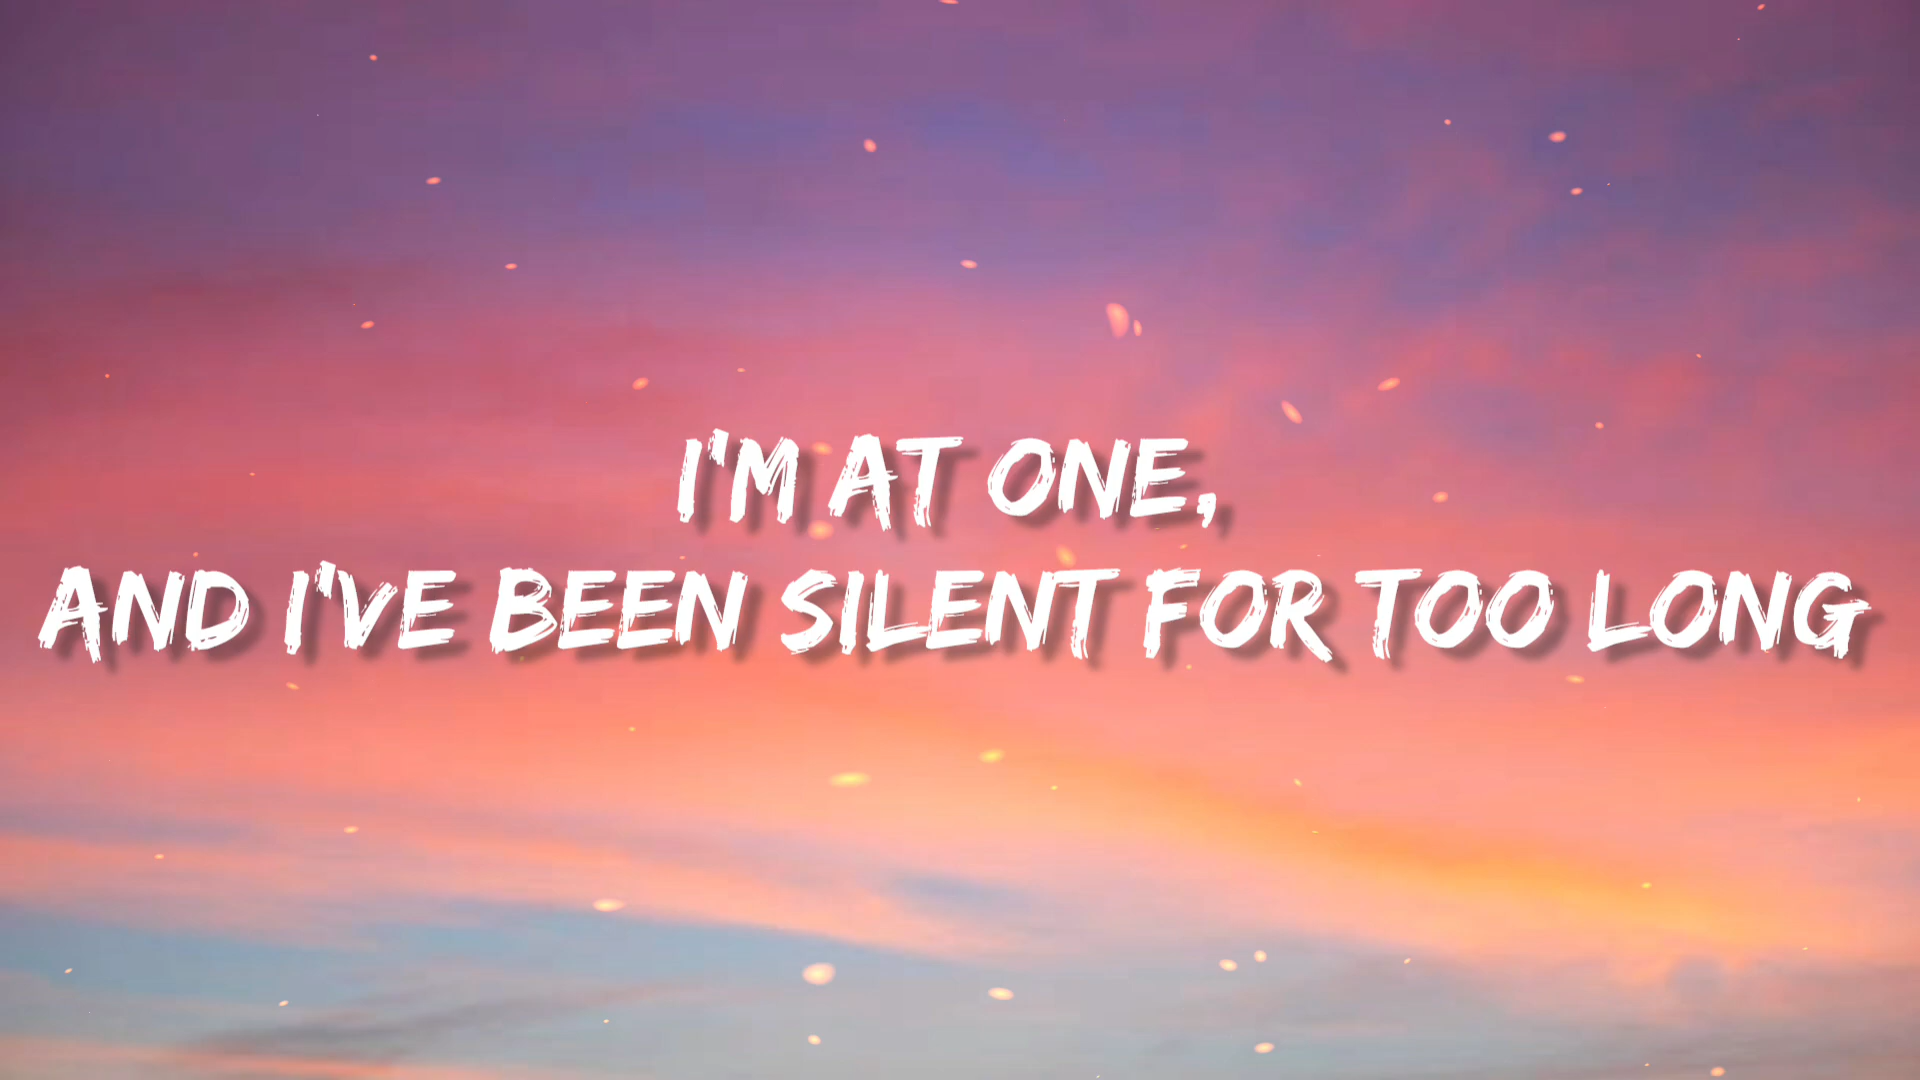 I'M AT ONE,
AND I'VE BEEN SILENT FOR TOO LONG